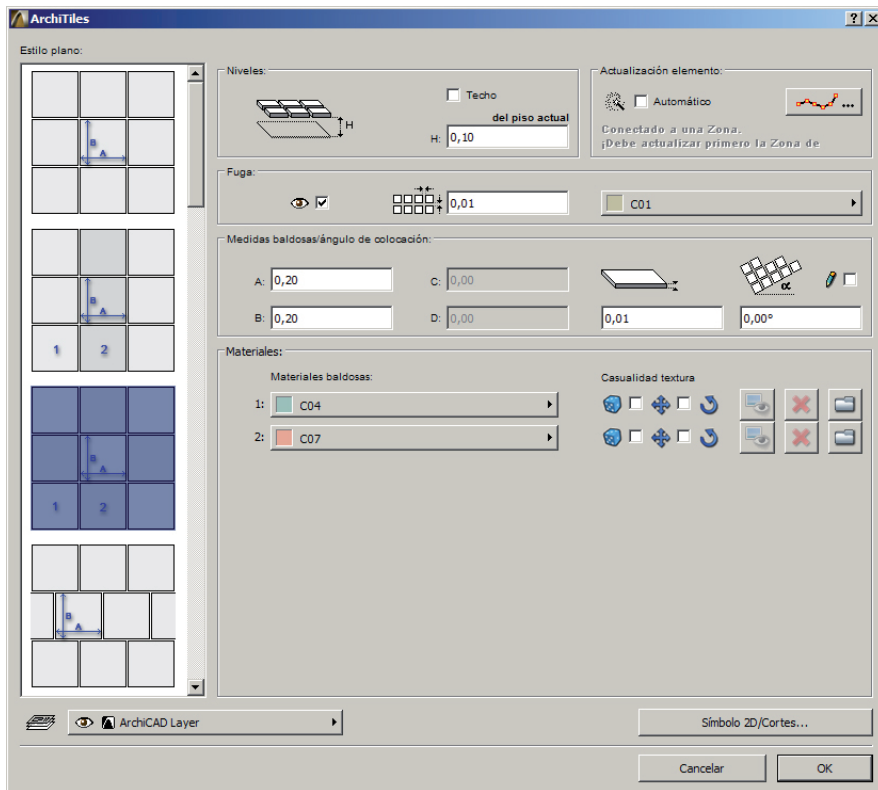 ArchiTiles
Estilo plano:
B
A
B
A
1 2
B
A
1 2
B
A
Niveles:
H
Techo
del piso actual
H: 0,10
Actualización elemento:
Automático
...
Conectado a una Zona.
¡Debe actualizar primero la Zona de
Fuga:
0,01
C01
Medidas baldosas/ángulo de colocación:
A: 0,20
C: 0,00
α
B: 0,20
D: 0,00
0,01
0,00°
Materiales:
Materiales baldosas:
Casualidad textura
1: C04
2: C07
ArchiCAD Layer
Símbolo 2D/Cortes...
Cancelar
OK